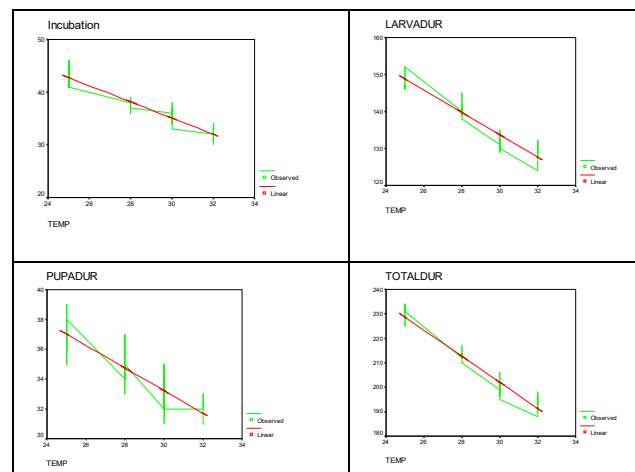 Incubation
50
40
30
20
24 26 28 30 32 34
TEMP
Observed
Linear
LARVADUR
160
150
140
130
120
24 26 28 30 32 34
TEMP
Observed
Linear
PUPADUR
40
38
36
34
32
30
24 26 28 30 32 34
TEMP
Observed
Linear
TOTALDUR
240
230
220
210
200
190
180
24 26 28 30 32 34
TEMP
Observed
Linear